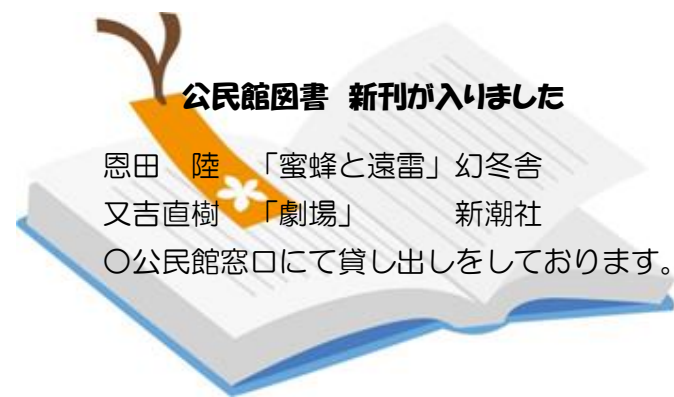 公民館図書　新刊が入りました
恩田　陸　「蜜蜂と遠雷」幻冬舎
又吉直樹　「劇場」　　　新潮社
〇公民館窓口にて貸し出しをしております。